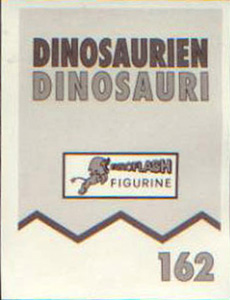 DINOSAURIEN
DINOSAURI
EUROFLASH
FIGURINE
162